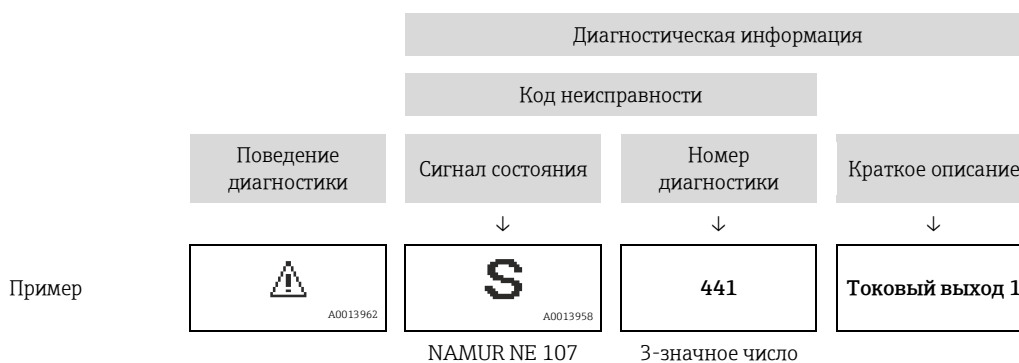 Диагностическая информация
Код неисправности
Поведение диагностики
Сигнал состояния
Номер диагностики
Краткое описание
↓ ↓ ↓
Пример
A0013962
S
A0013958
441
Токовый выход 1
NAMUR NE 107
3-значное число